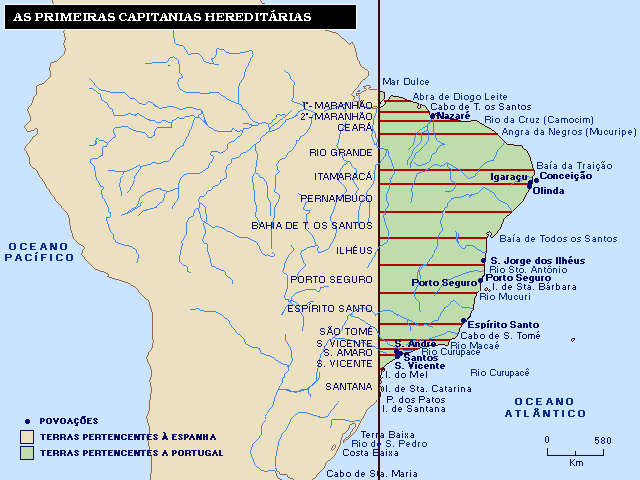 AS PRIMEIRAS CAPITANIAS HEREDITÁRIAS
Mar Dulce
Abra de Diogo Leite
1º- MARANHÃO
Cabo de T. os Santos
2º- MARANHÃO
Nazaré
Rio da Cruz (Camocim)
CEARÁ
Angra da Negros (Mucuripe)
RIO GRANDE
Baía da Traição
ITAMARACÁ
Igaraçu
Conceição
Olinda
PERNAMBUCO
BAHIA DE T. OS SANTOS
Baía de Todos os Santos
OCEANO
PACÍFICO
ILHÉUS
S. Jorge dos Ilhéus
Rio Sto. Antônio
PORTO SEGURO
Porto Seguro
Porto Seguro
I. de Sta. Bárbara
Rio Mucuri
ESPÍRITO SANTO
Espírito Santo
SÃO TOMÉ
Cabo de S. Tomé
S. VICENTE
S. André
Rio Macaé
S. AMARO
Rio Curupacê
Santos
S. VICENTE
S. Vicente
I. do Mel
Rio Curupacê
SANTANA
I. de Sta. Catarina
P. dos Patos
I. de Santana
OCEANO
ATLÂNTICO
POVOAÇÕES
TERRAS PERTENCENTES À ESPANHA
TERRAS PERTENCENTES A PORTUGAL
Terra Baixa
Rio de S. Pedro
Costa Baixa
Cabo de Sta. Maria
0 580
Km